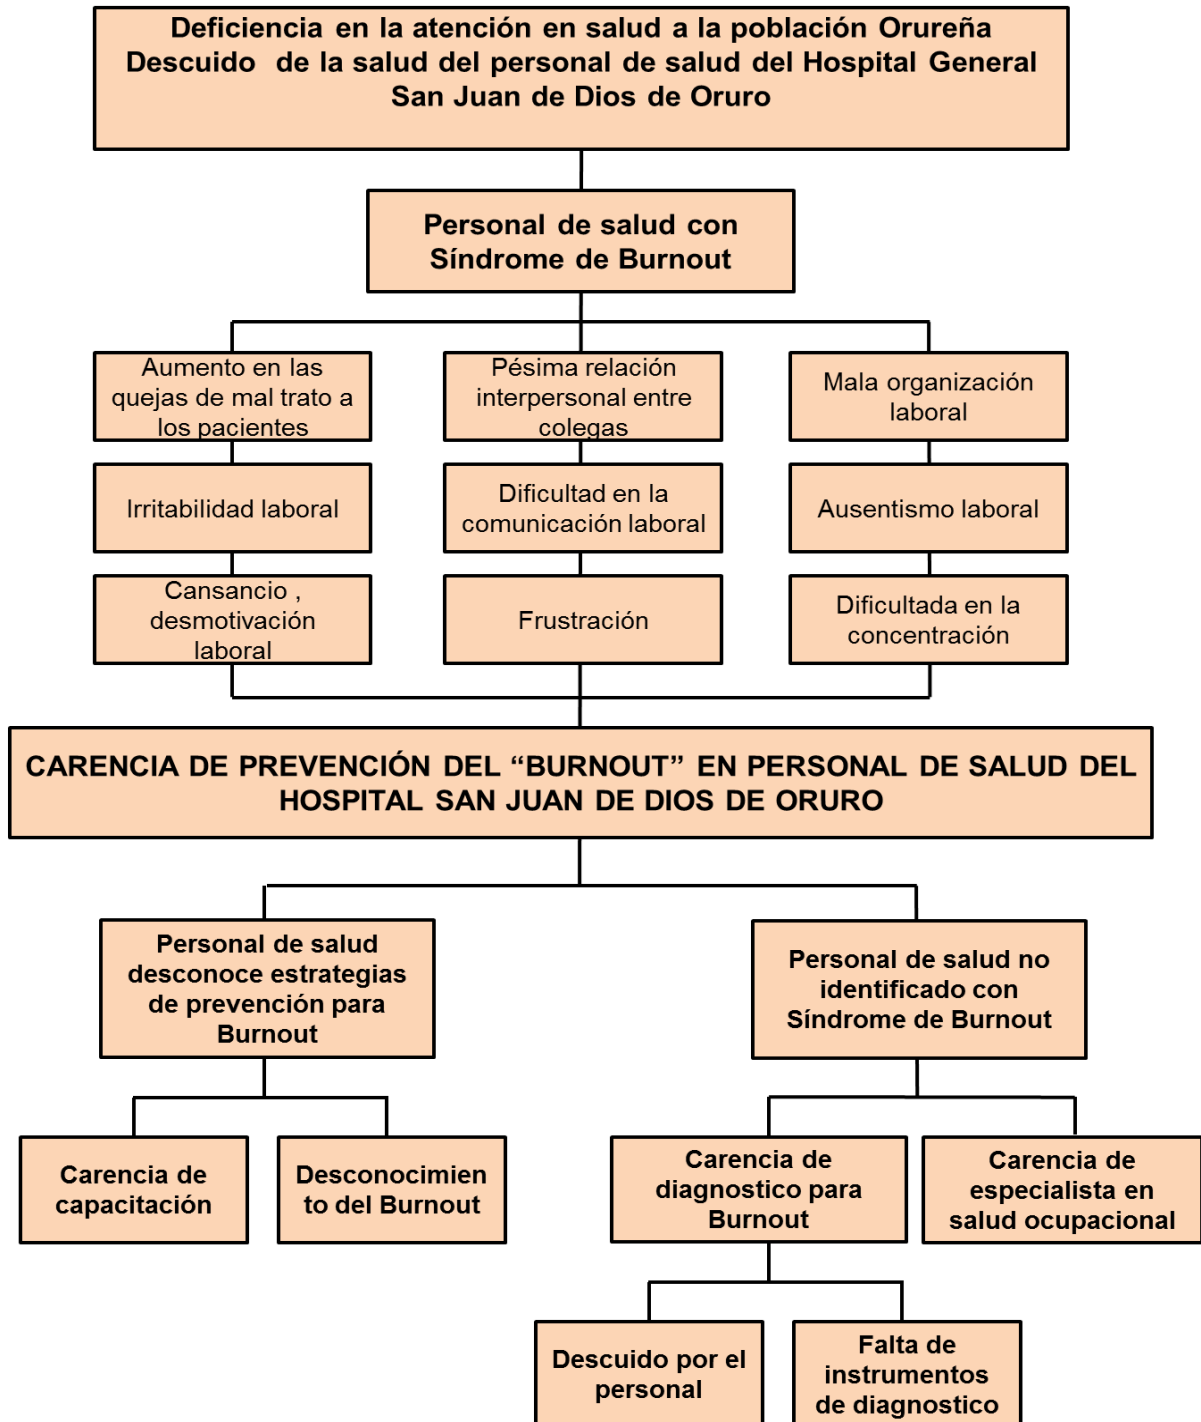 Deficiencia en la atención en salud a la población Orureña
Descuido de la salud del personal de salud del Hospital General
San Juan de Dios de Oruro
Personal de salud con
Síndrome de Burnout
Aumento en las
quejas de mal trato a
los pacientes
Pésima relación
interpersonal entre
colegas
Mala organización
laboral
Irritabilidad laboral
Dificultad en la
comunicación laboral
Ausentismo laboral
Cansancio ,
desmotivación
laboral
Frustración
Dificultada en la
concentración
CARENCIA DE PREVENCIÓN DEL “BURNOUT” EN PERSONAL DE SALUD DEL
HOSPITAL SAN JUAN DE DIOS DE ORURO
Personal de salud
desconoce estrategias
de prevención para
Burnout
Personal de salud no
identificado con
Síndrome de Burnout
Carencia de
capacitación
Desconocimien
to del Burnout
Carencia de
diagnostico para
Burnout
Carencia de
especialista en
salud ocupacional
Descuido por el
personal
Falta de
instrumentos
de diagnostico